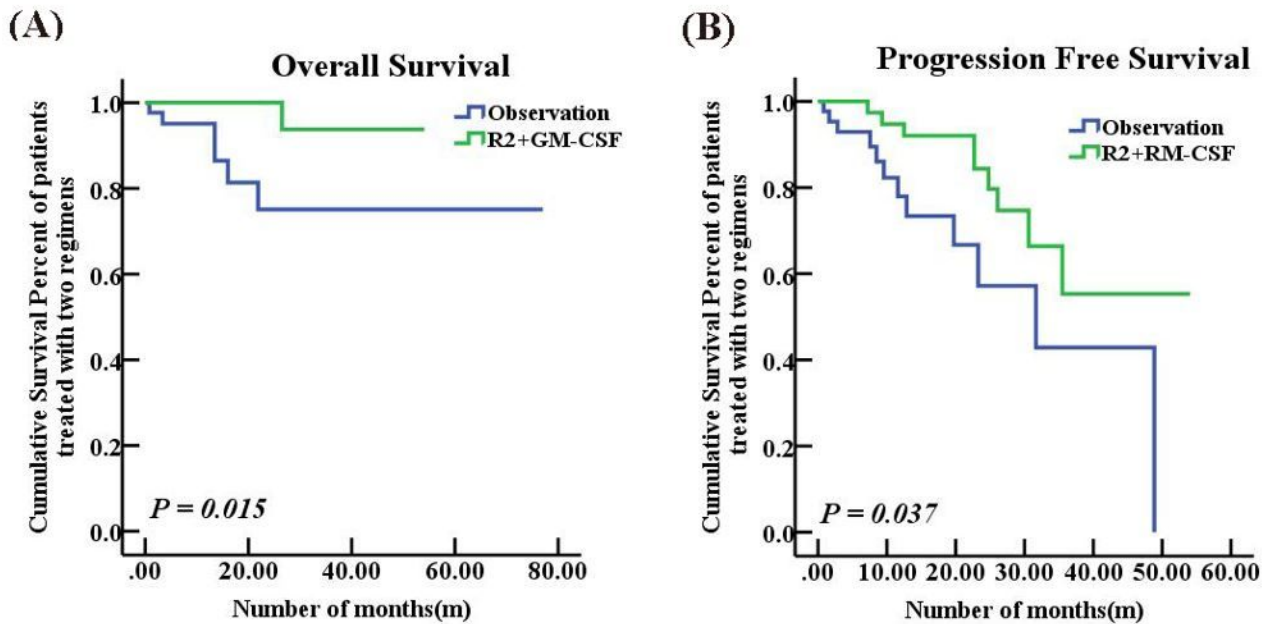 (A)
Overall Survival
Cumulative Survival Percent of patients
treated with two regimens
1.0
0.8
0.6
0.4
0.2
0.0
Observation
R2+GM-CSF
P = 0.015
.00 20.00 40.00 60.00 80.00
Number of months(m)
(B)
Progression Free Survival
Cumulative Survival Percent of patients
treated with two regimens
1.0
0.8
0.6
0.4
0.2
0.0
Observation
R2+RM-CSF
P = 0.037
.00 10.00 20.00 30.00 40.00 50.00 60.00
Number of months(m)